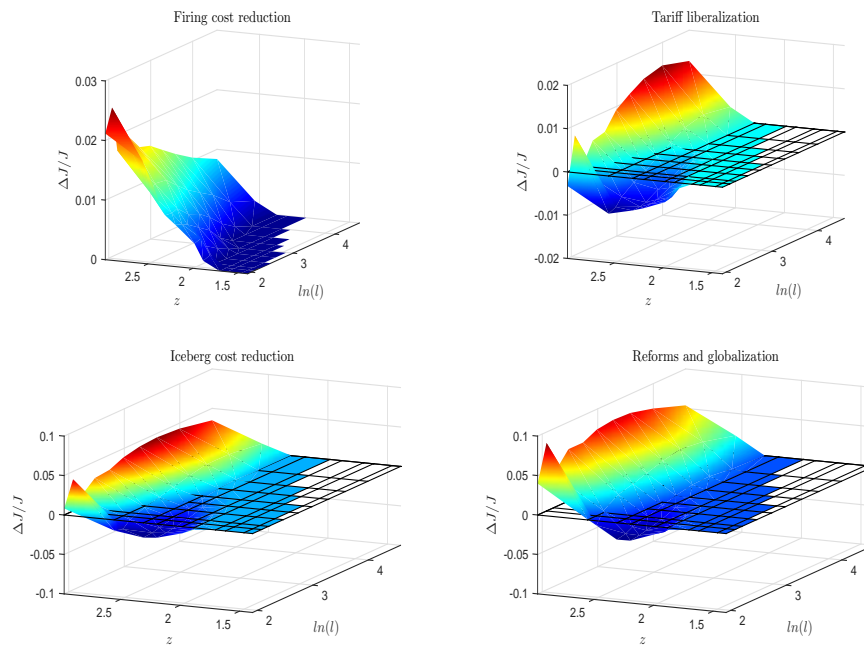 Firing cost reduction
0.03
0.02
0.01
0
ΔJ/J
2.5
2
1.5
z
2
3
4
ln(l)
Tariff liberalization
0.02
0.01
0
-0.01
-0.02
ΔJ/J
2.5
2
1.5
z
2
3
4
ln(l)
Iceberg cost reduction
0.1
0.05
0
-0.05
-0.1
ΔJ/J
2.5
2
1.5
z
2
3
4
ln(l)
Reforms and globalization
0.1
0.05
0
-0.05
-0.1
ΔJ/J
2.5
2
1.5
z
2
3
4
ln(l)